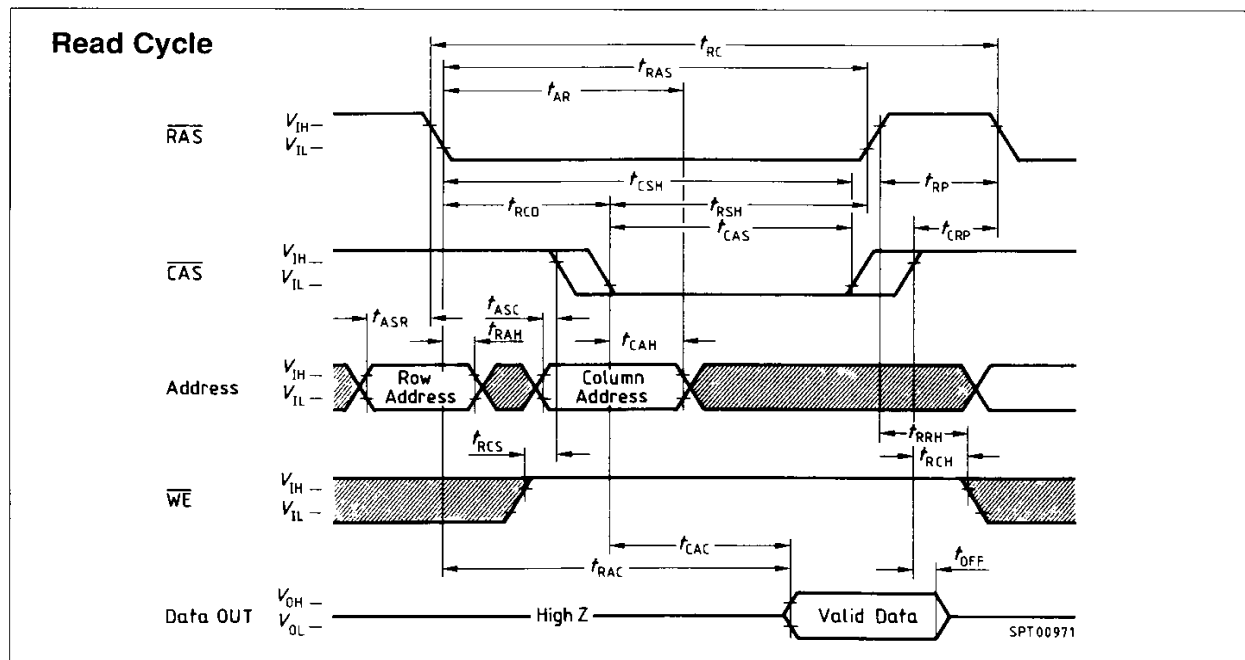 Read Cycle
tRC
tRAS
tAR
RAS
VIH
VIL
tCSH
tRP
tRCD
tRSH
tCAS
tCRP
CAS
VIH
VIL
tASR
tASC
tRAH
tCAH
Address
VIH
VIL
Row Address
Column Address
tRCS
tRRH
tRCH
WE
VIH
VIL
tCAC
tRAC
tOFF
Data OUT
VOH
VOL
High Z
Valid Data
SPT00971